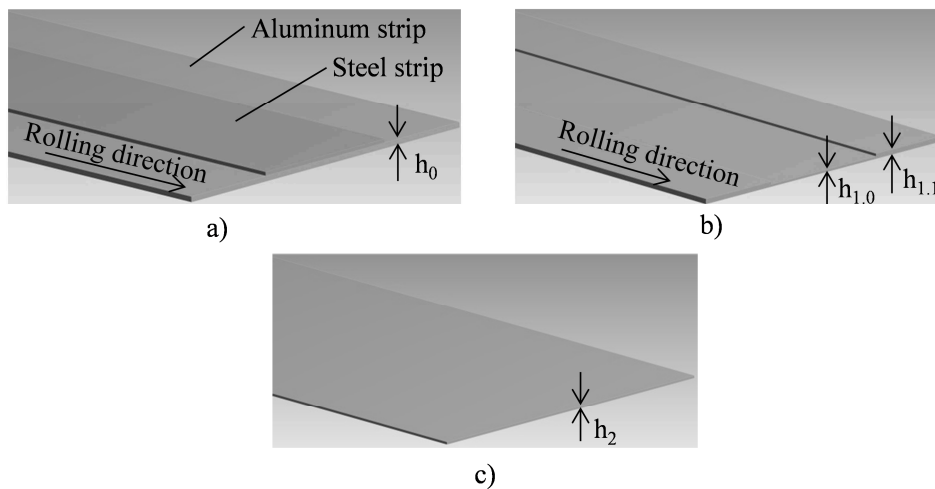 Aluminum strip
Steel strip
Rolling direction
h₀
a)
Rolling direction
h₁.₀
h₁.₁
b)
h₂
c)